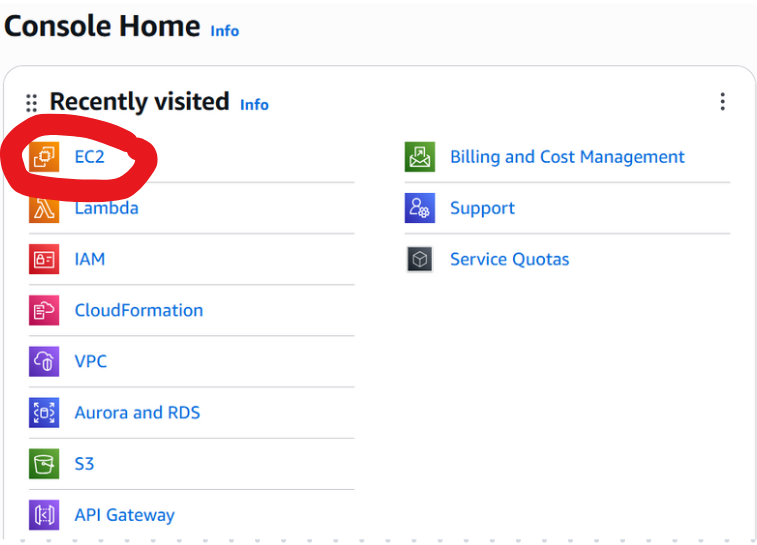 Console Home Info
Recently visited Info
EC2
Lambda
IAM
CloudFormation
VPC
Aurora and RDS
S3
API Gateway
Billing and Cost Management
Support
Service Quotas